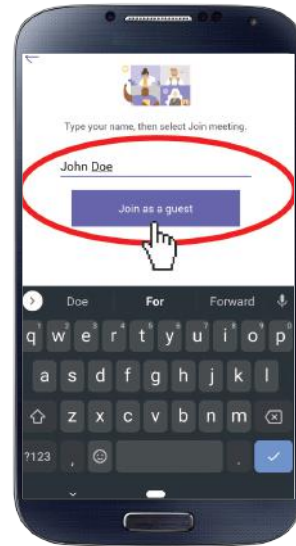 Type your name, then select Join meeting.
John Doe
Join as a guest
Doe For Forward
q w e r t y u i o p
a s d f g h j k l
z x c v b n m
?123 , .